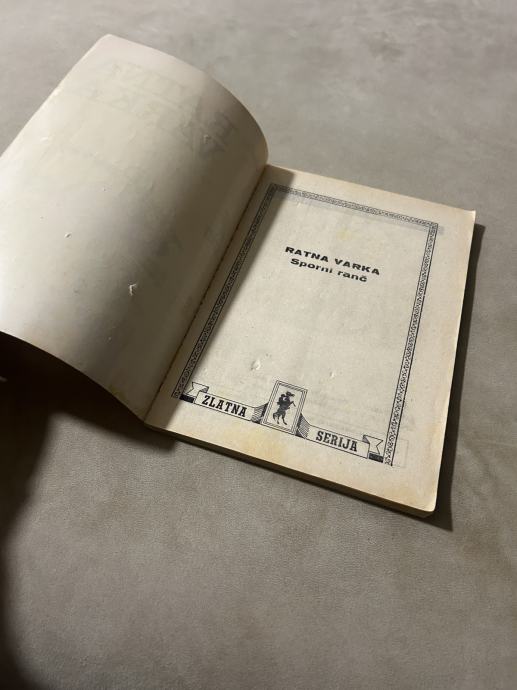 RATNA VARKA
Sporni ranč
ZLATNA
SERIJA